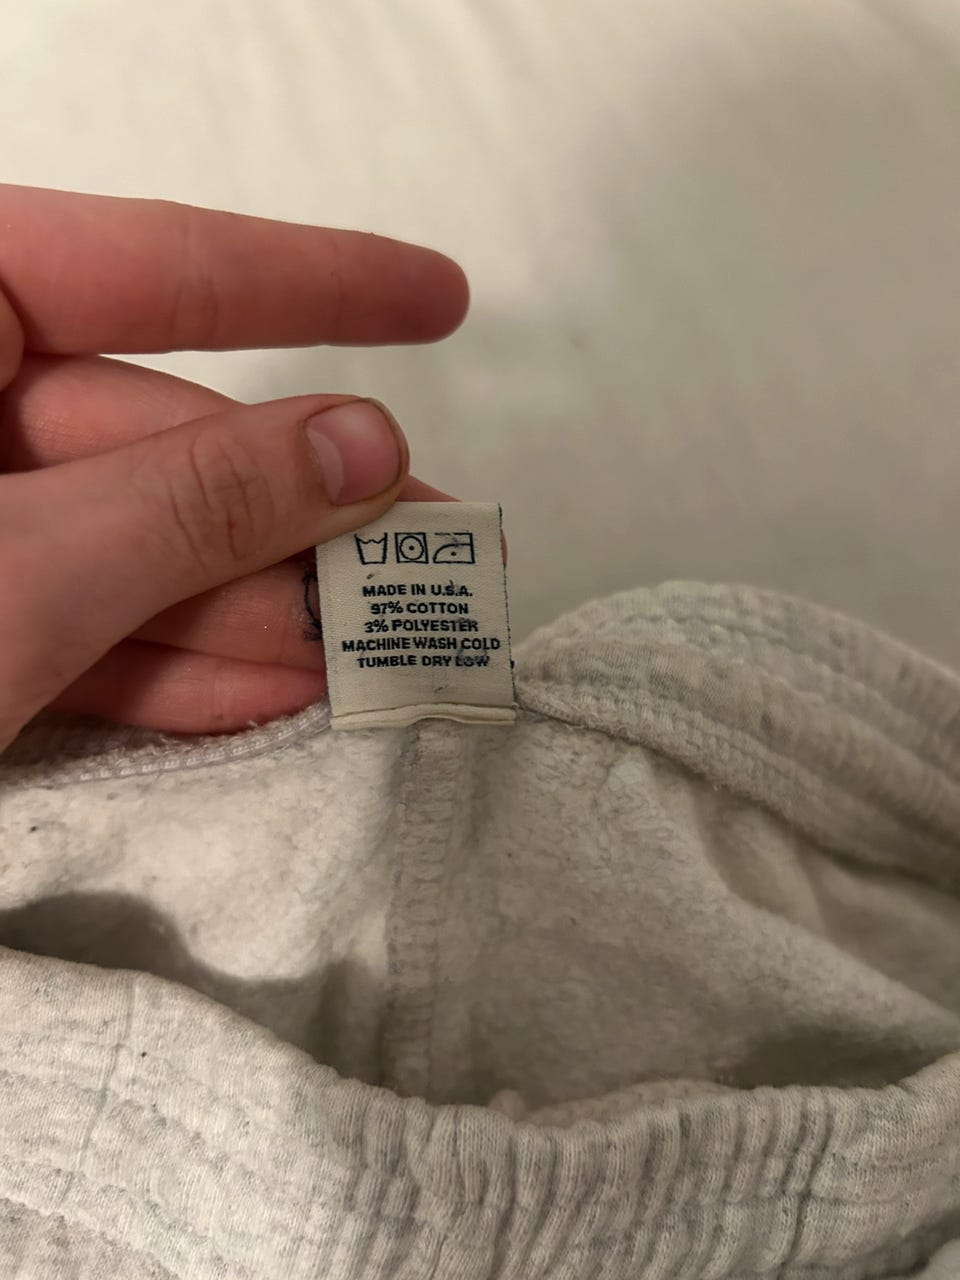 MADE IN U.S.A.
97% COTTON
3% POLYESTER
MACHINE WASH COLD
TUMBLE DRY LOW